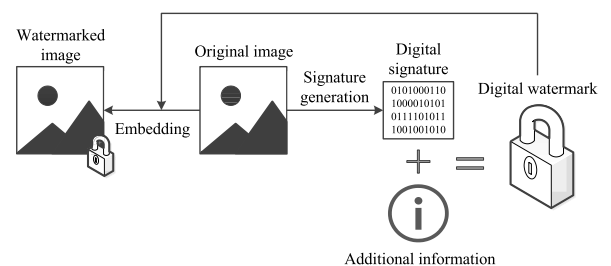 Watermarked
image
Original image
Digital
signature
Signature
generation
Embedding
0101000110
1000010101
0111101011
1001001010
Digital watermark
+
=
i
Additional information